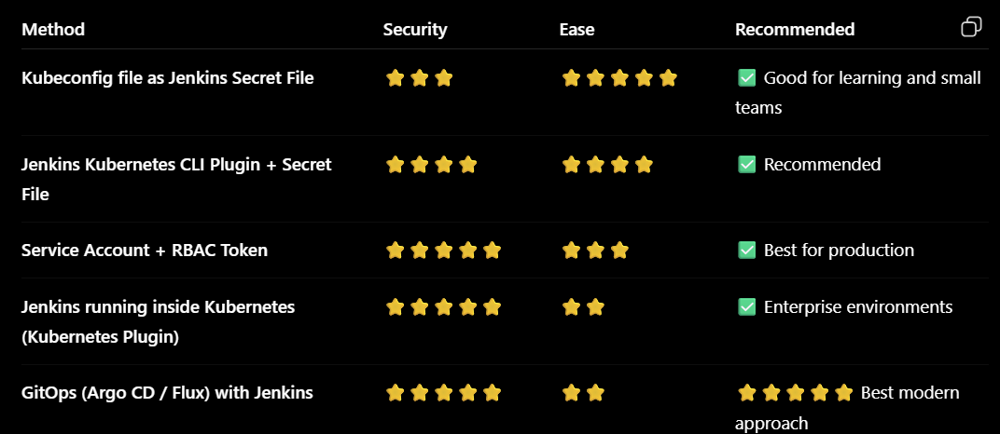 Method Security Ease Recommended
Kubeconfig file as Jenkins Secret File ⭐⭐⭐ ⭐⭐⭐⭐⭐ ✅ Good for learning and small
teams
Jenkins Kubernetes CLI Plugin + Secret ⭐⭐⭐⭐ ⭐⭐⭐⭐ ✅ Recommended
File
Service Account + RBAC Token ⭐⭐⭐⭐⭐ ⭐⭐⭐ ✅ Best for production
Jenkins running inside Kubernetes ⭐⭐⭐⭐⭐ ⭐⭐ ✅ Enterprise environments
(Kubernetes Plugin)
GitOps (Argo CD / Flux) with Jenkins ⭐⭐⭐⭐⭐ ⭐⭐ ⭐⭐⭐⭐⭐ Best modern
approach